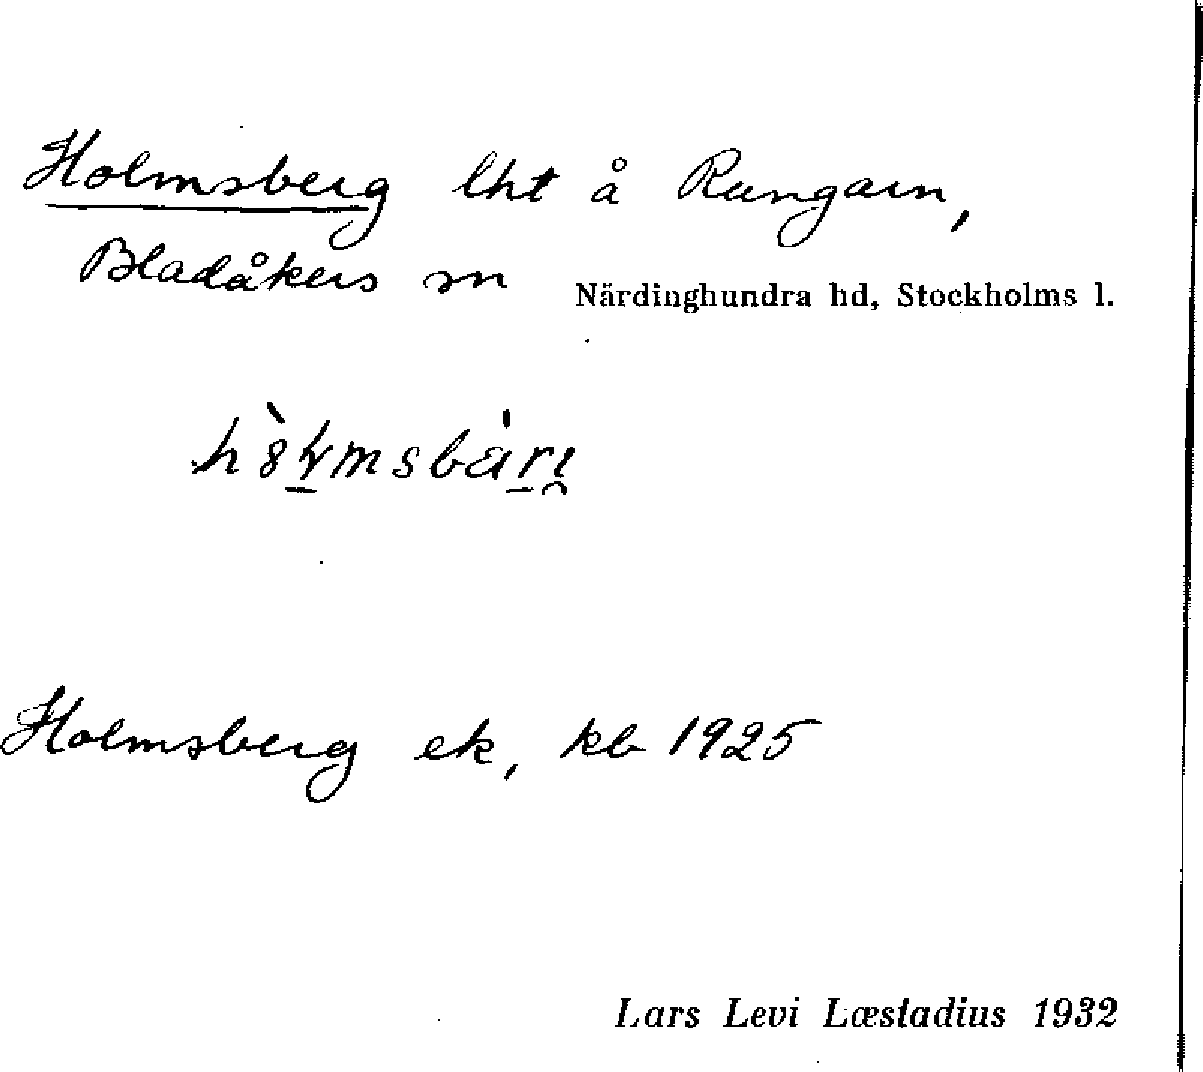 Holmsberg lht å Rungarn,
Bladåkers sn Närdinghundra hd, Stockholms l.
Holmsberg ek, kb 1925
Lars Levi Læstadius 1932